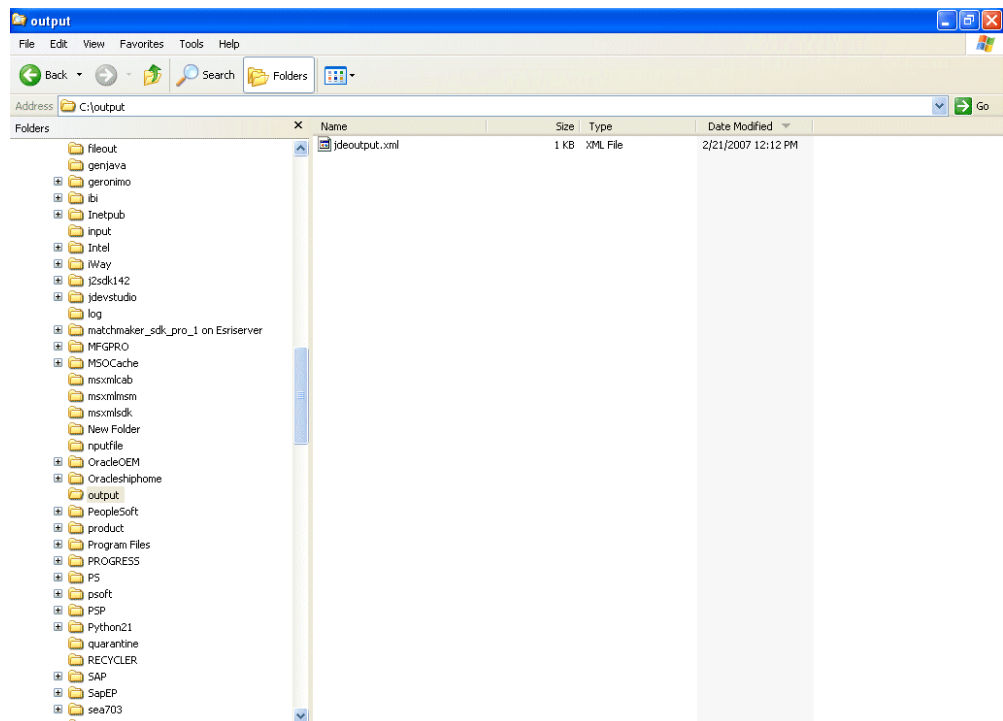 output
File Edit View Favorites Tools Help
Back Search Folders
Address C:\output Go
Folders
Name Size Type Date Modified
jdeoutput.xml 1 KB XML File 2/21/2007 12:12 PM
fileout
genjava
geronimo
ibi
Inetpub
input
Intel
iWay
j2sdk142
jdevstudio
log
matchmaker_sdk_pro_1 on Esriserver
MFGPRO
MSOCache
msxmlcab
msxmlmsm
msxmlsdk
New Folder
nputfile
OracleOEM
Oracleshiphome
output
PeopleSoft
product
Program Files
PROGRESS
PS
psoft
PSP
Python21
quarantine
RECYCLER
SAP
SapEP
sea703